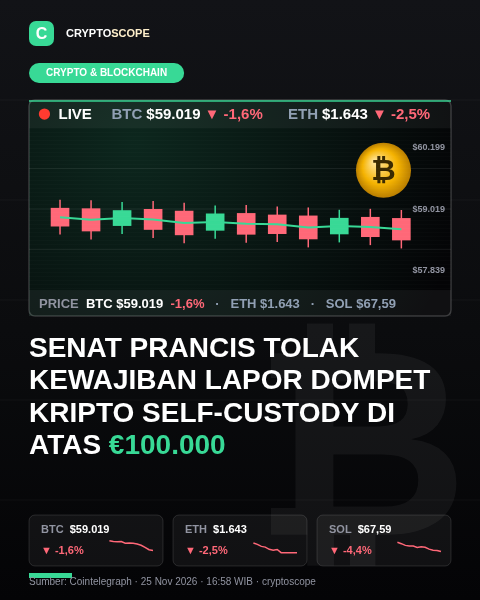 C CRYPTOSCOPE
CRYPTO & BLOCKCHAIN
LIVE BTC $59.019 ▼ -1,6% ETH $1.643 ▼ -2,5%
₿
$60.199
$59.019
$57.839
PRICE BTC $59.019 -1,6% · ETH $1.643 · SOL $67,59
SENAT PRANCIS TOLAK
KEWAJIBAN LAPOR DOMPET
KRIPTO SELF-CUSTODY DI
ATAS €100.000
BTC $59.019
▼ -1,6%
ETH $1.643
▼ -2,5%
SOL $67,59
▼ -4,4%
Sumber: Cointelegraph · 25 Nov 2026 · 16:58 WIB · cryptoscope